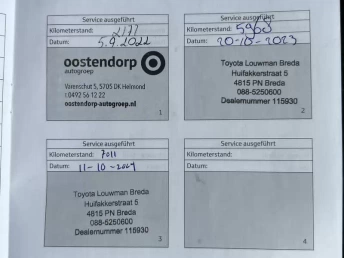 Service ausgeführt
Kilometerstand: 2177
Datum: 5.9.2022
oostendorp
autogroep
Varenschut 5, 5705 DK Helmond
t 0492 56 12 22
oostendorp-autogroep.nl
1
Service ausgeführt
Kilometerstand: 5968
Datum: 20-10-2023
Toyota Louwman Breda
Huifakkerstraat 5
4815 PN Breda
088-5250600
Dealernummer 115930
2
Service ausgeführt
Kilometerstand: 7011
Datum: 11-10-2024
Toyota Louwman Breda
Huifakkerstraat 5
4815 PN Breda
088-5250600
Dealernummer 115930
3
Service ausgeführt
Kilometerstand:
Datum:
4